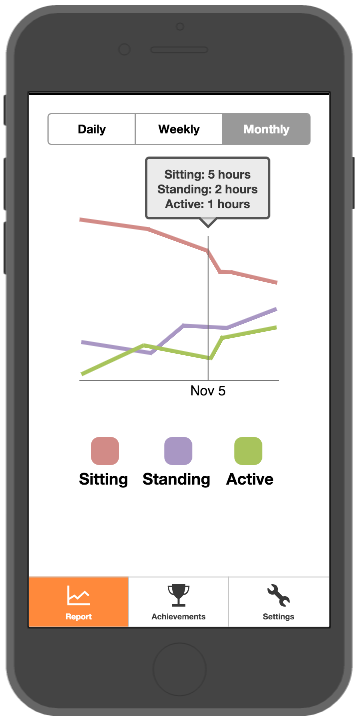 Daily Weekly Monthly
Sitting: 5 hours
Standing: 2 hours
Active: 1 hours
Nov 5
Sitting Standing Active
Report Achievements Settings